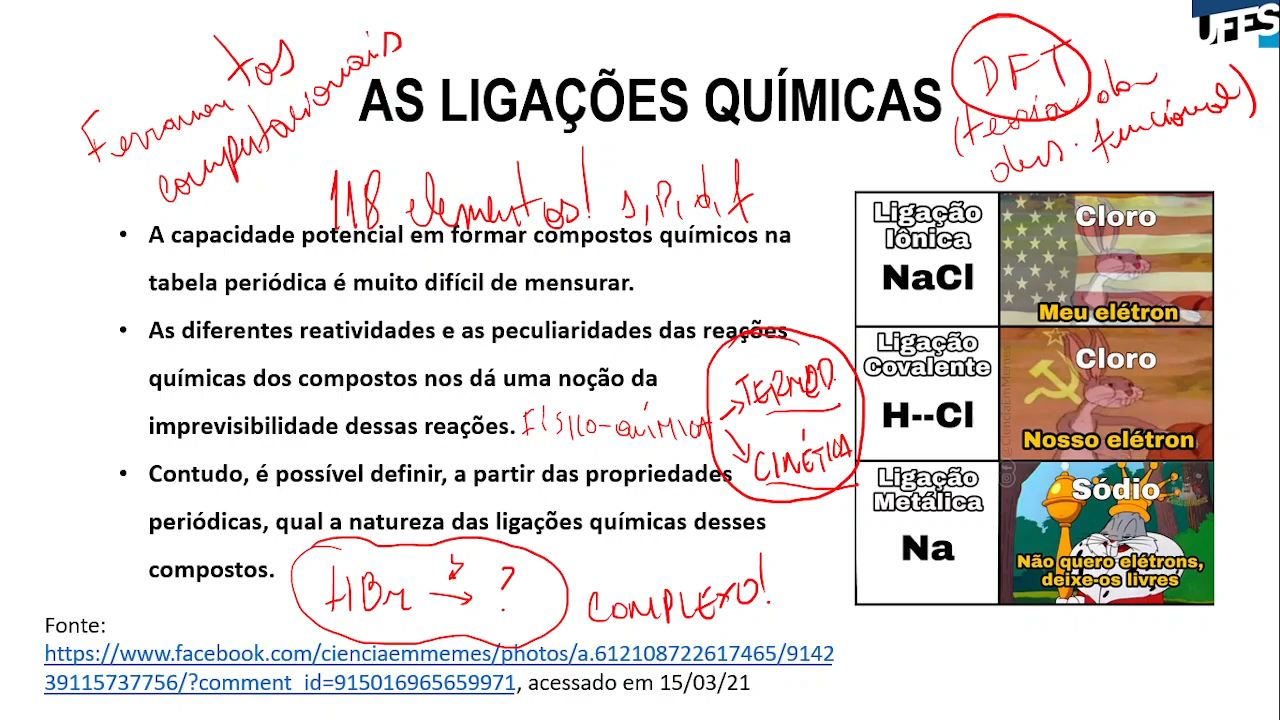 UFES
Ferramentas
computacionais
AS LIGAÇÕES QUÍMICAS
DFT
(teoria do
dens. funcional)
118 elementos! s, p, d, f
• A capacidade potencial em formar compostos químicos na
tabela periódica é muito difícil de mensurar.
• As diferentes reatividades e as peculiaridades das reações
químicas dos compostos nos dá uma noção da
imprevisibilidade dessas reações.
FÍSICO-QUÍMICA
TERMOD.
CINÉTICA
• Contudo, é possível definir, a partir das propriedades
periódicas, qual a natureza das ligações químicas desses
compostos.
HBr → ?
COMPLEXO!
Ligação
Iônica
NaCl
Cloro
Meu elétron
Ligação
Covalente
H--Cl
Cloro
Nosso elétron
@CienciaEmMemes
Ligação
Metálica
Na
Sódio
Não quero elétrons,
deixe-os livres
Fonte:
https://www.facebook.com/cienciaemmemes/photos/a.612108722617465/9142
39115737756/?comment_id=915016965659971, acessado em 15/03/21